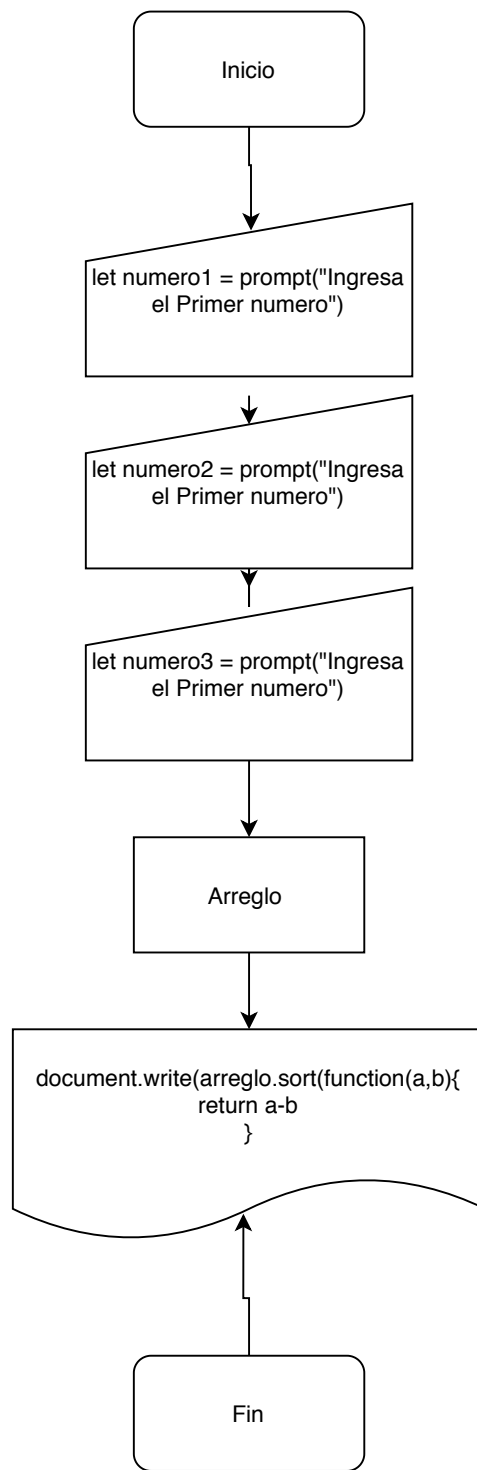 Inicio
let numero1 = prompt("Ingresa
el Primer numero")
let numero2 = prompt("Ingresa
el Primer numero")
let numero3 = prompt("Ingresa
el Primer numero")
Arreglo
document.write(arreglo.sort(function(a,b){
return a-b
}
Fin